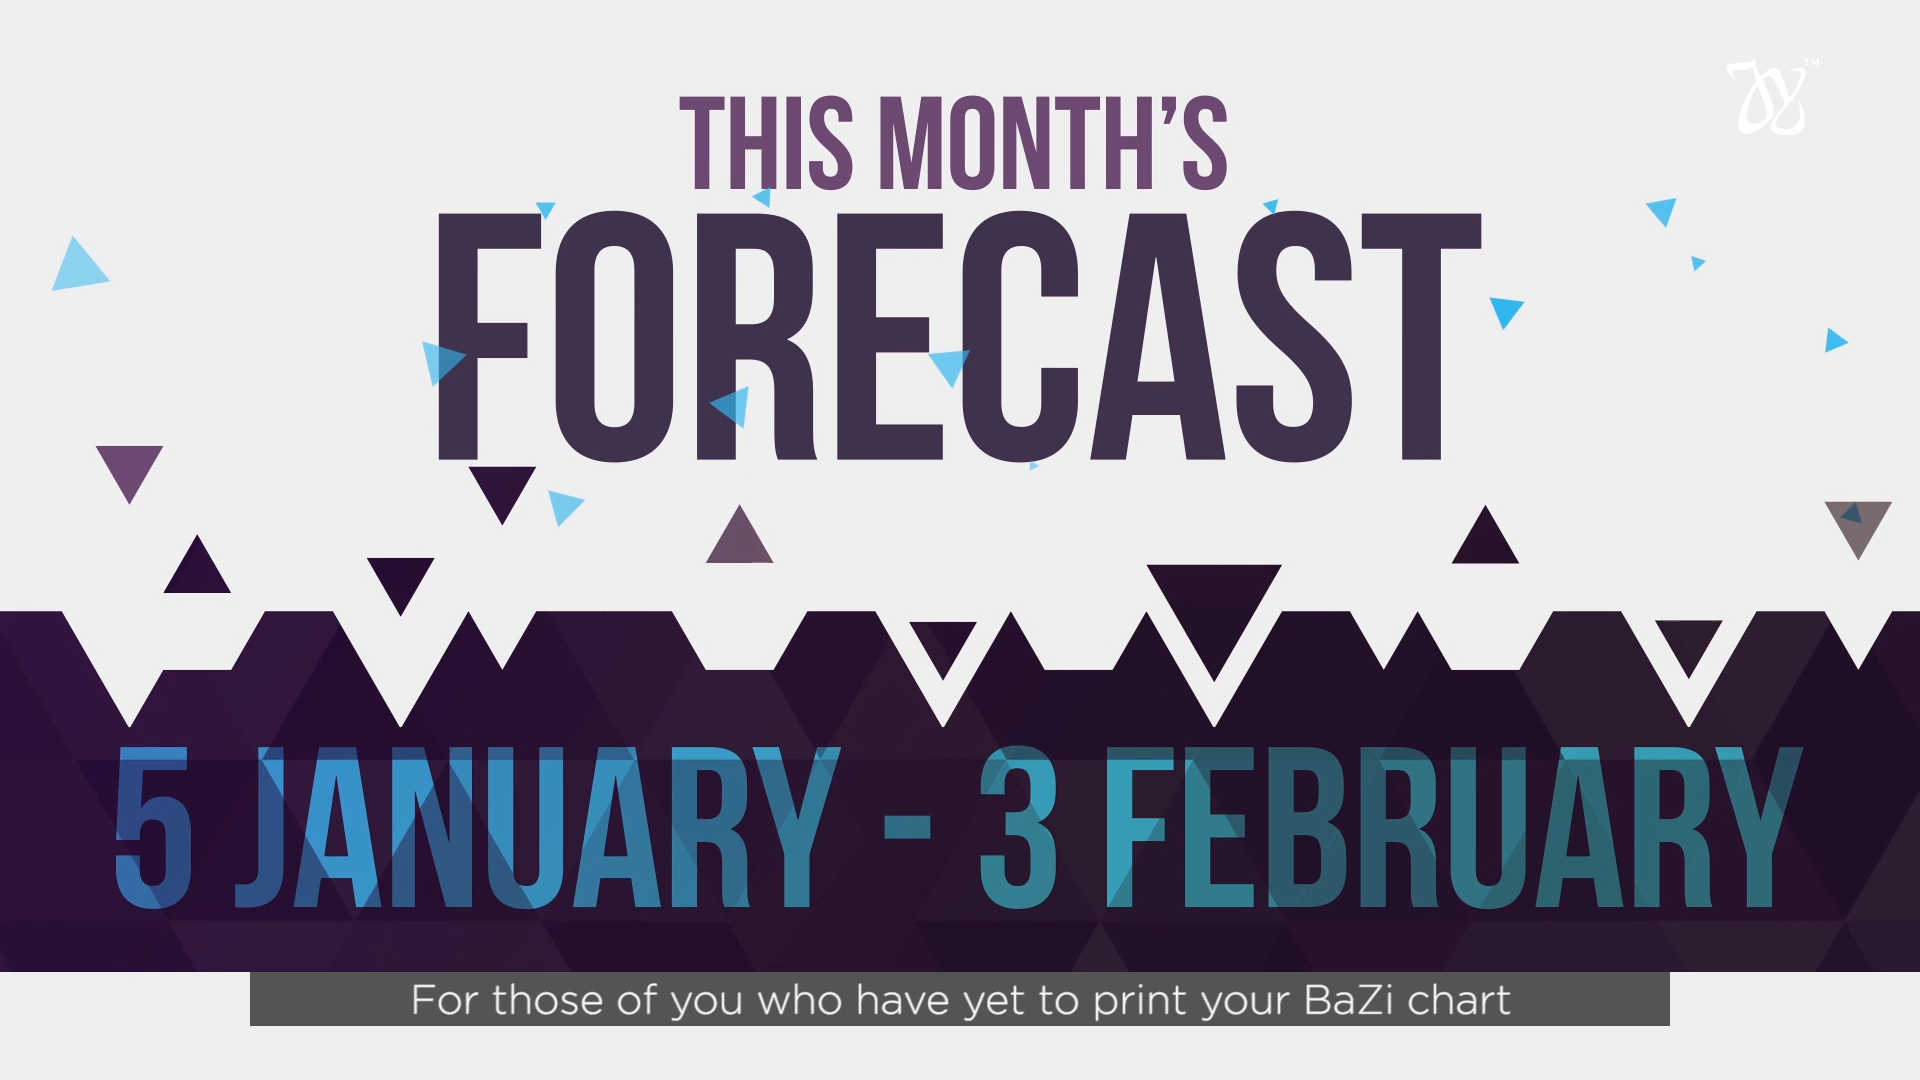 THIS MONTH’S
FORECAST
5 JANUARY - 3 FEBRUARY
For those of you who have yet to print your BaZi chart